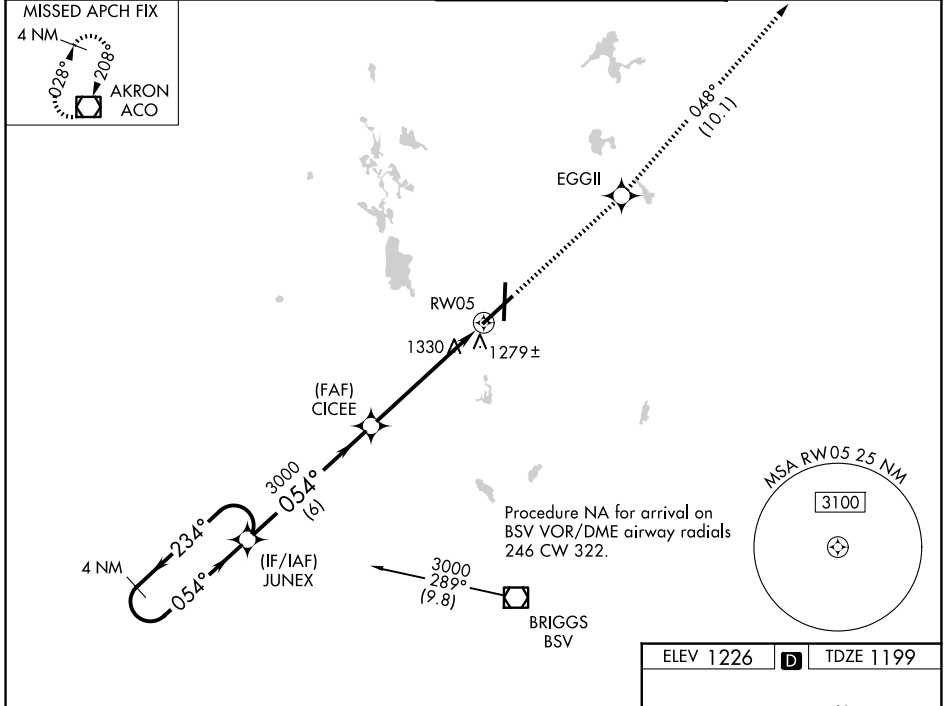 MISSED APCH FIX
4 NM
028°
208°
AKRON
ACO
048°
(10.1)
EGGII
RW05
1330
1279±
(FAF)
CICEE
3000
054°
(6)
234°
4 NM
054°
(IF/IAF)
JUNEX
Procedure NA for arrival on
BSV VOR/DME airway radials
246 CW 322.
3000
289°
(9.8)
BRIGGS
BSV
MSA RW05 25 NM
3100
ELEV 1226 D TDZE 1199